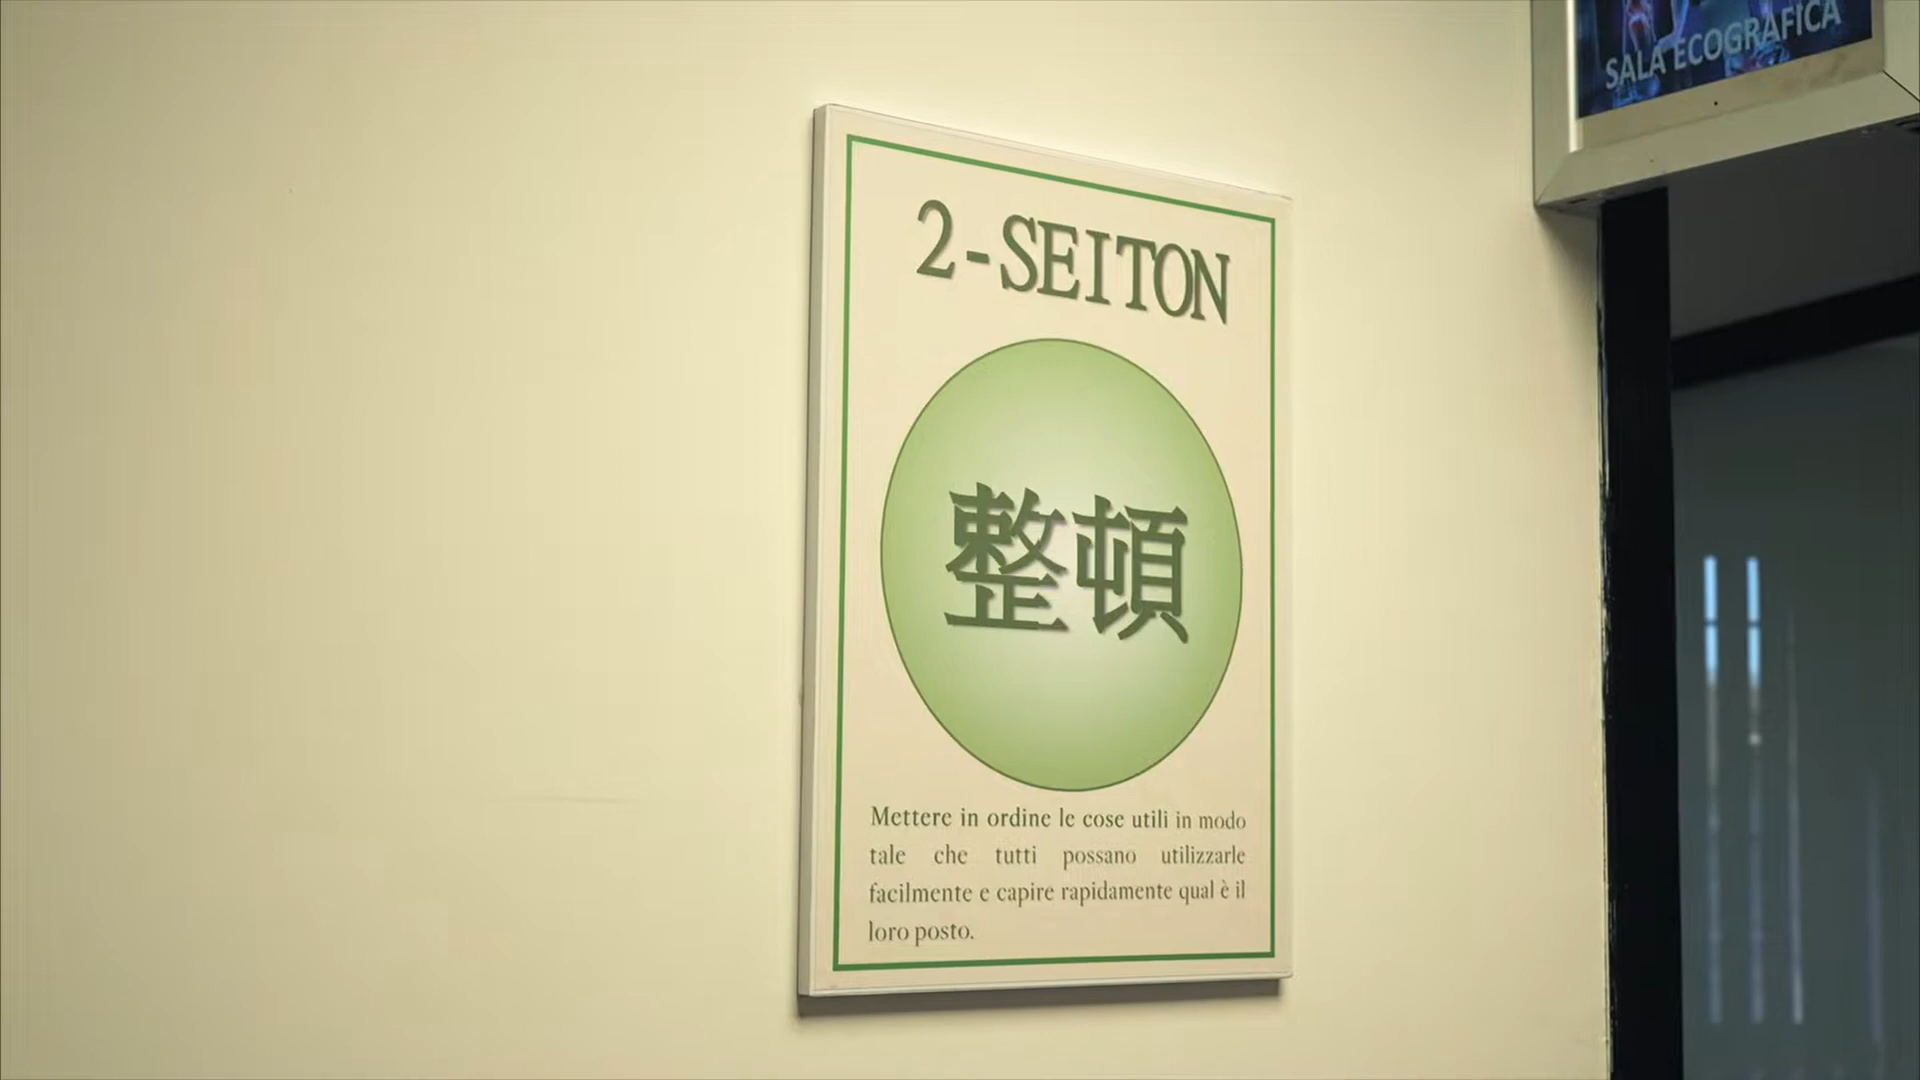 SALA ECOGRAFICA
2-SEITON
整頓
Mettere in ordine le cose utili in modo
tale che tutti possano utilizzarle
facilmente e capire rapidamente qual è il
loro posto.